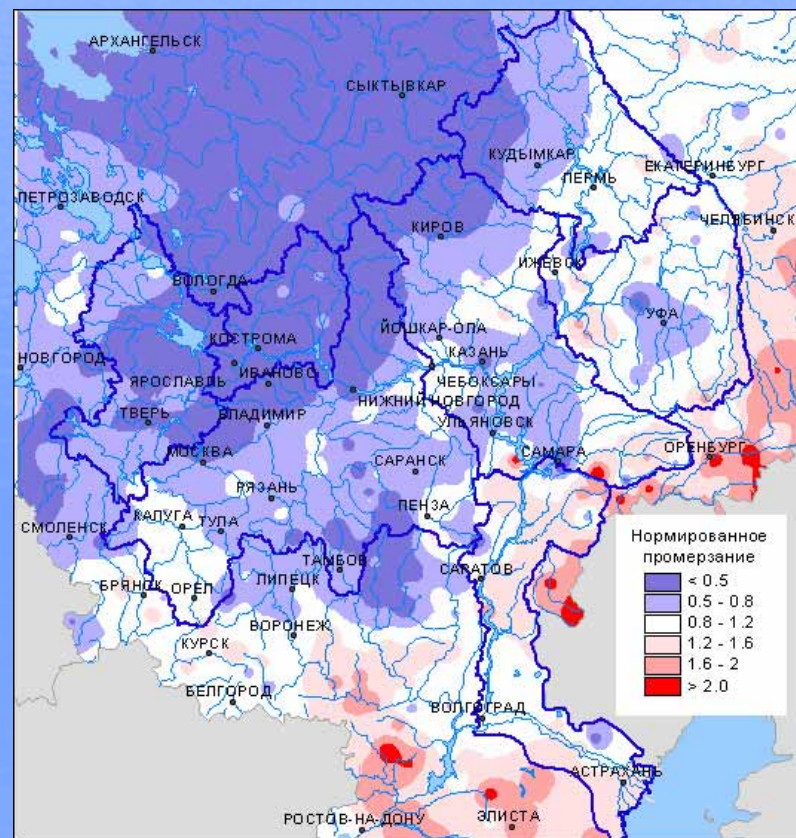 АРХАНГЕЛЬСК
СЫКТЫВКАР
КУДЫМКАР
ПЕРМЬ
ЕКАТЕРИНБУРГ
ПЕТРОЗАВОДСК
ЧЕЛЯБИНСК
КИРОВ
ИЖЕВСК
ВОЛОГДА
УФА
КОСТРОМА
ЙОШКАР-ОЛА
НОВГОРОД
КАЗАНЬ
ЯРОСЛАВЛЬ
ИВАНОВО
ЧЕБОКСАРЫ
НИЖНИЙ НОВГОРОД
ТВЕРЬ
ВЛАДИМИР
УЛЬЯНОВСК
МОСКВА
САРАНСК
САМАРА
ОРЕНБУРГ
РЯЗАНЬ
ПЕНЗА
СМОЛЕНСК
КАЛУГА
ТУЛА
ТАМБОВ
САРАТОВ
БРЯНСК
ОРЕЛ
ЛИПЕЦК
ВОРОНЕЖ
КУРСК
БЕЛГОРОД
ВОЛГОГРАД
АСТРАХАНЬ
РОСТОВ-НА-ДОНУ
ЭЛИСТА
Нормированное
промерзание
< 0.5
0.5 - 0.8
0.8 - 1.2
1.2 - 1.6
1.6 - 2
> 2.0